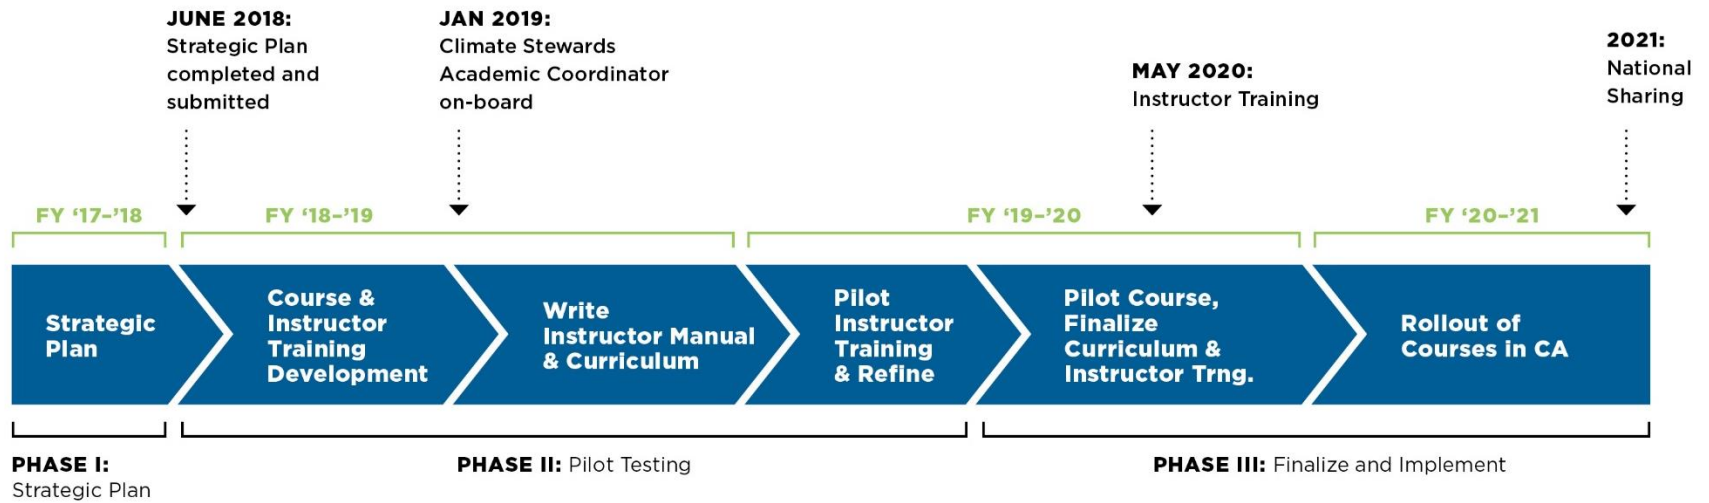 JUNE 2018:
Strategic Plan
completed and
submitted
JAN 2019:
Climate Stewards
Academic Coordinator
on-board
MAY 2020:
Instructor Training
2021:
National
Sharing
FY ‘17–’18
FY ‘18–’19
FY ‘19–’20
FY ‘20–’21
Strategic
Plan
Course &
Instructor
Training
Development
Write
Instructor Manual
& Curriculum
Pilot
Instructor
Training
& Refine
Pilot Course,
Finalize
Curriculum &
Instructor Trng.
Rollout of
Courses in CA
PHASE I:
Strategic Plan
PHASE II: Pilot Testing
PHASE III: Finalize and Implement